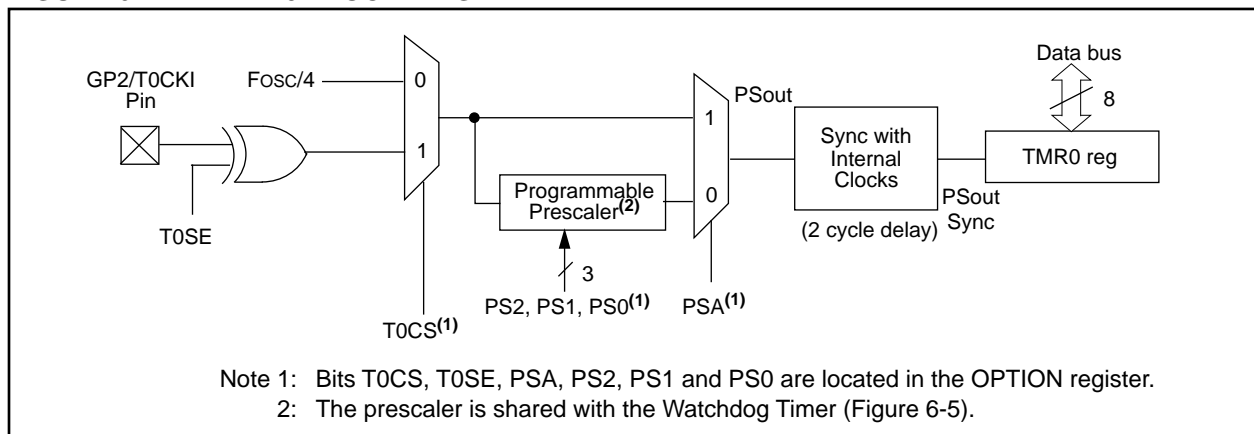 Data bus
GP2/T0CKI
Pin
FOSC/4
0
1
T0SE
T0CS(1)
Programmable
Prescaler(2)
3
PS2, PS1, PS0(1)
1
0
PSA(1)
PSout
Sync with
Internal
Clocks
(2 cycle delay)
PSout
Sync
8
TMR0 reg
Note 1: Bits T0CS, T0SE, PSA, PS2, PS1 and PS0 are located in the OPTION register.
2: The prescaler is shared with the Watchdog Timer (Figure 6-5).